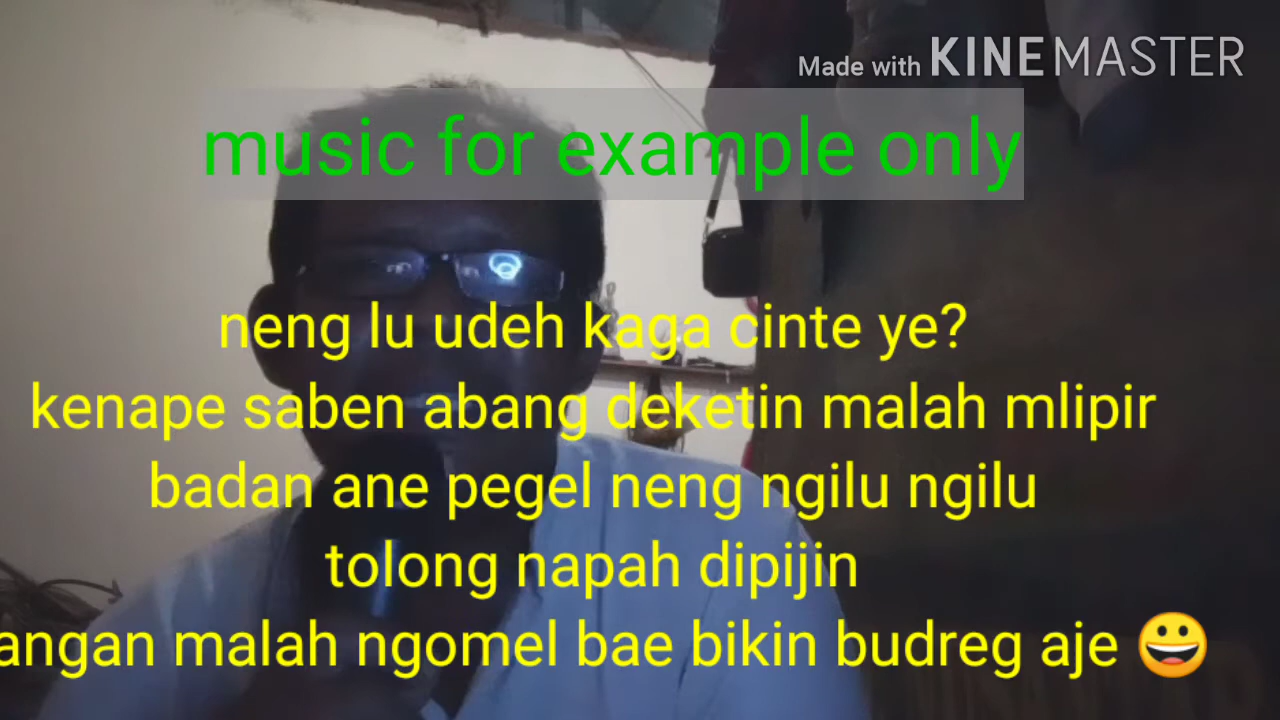 Made with KINEMASTER
music for example only
neng lu udeh kaga cinte ye?
kenape saben abang deketin malah mlipir
badan ane pegel neng ngilu ngilu
tolong napah dipijin
angan malah ngomel bae bikin budreg aje 😀